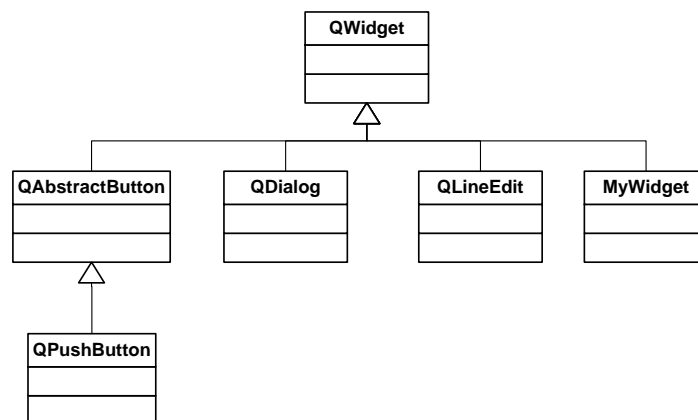 QWidget
QAbstractButton
QDialog
QLineEdit
MyWidget
QPushButton